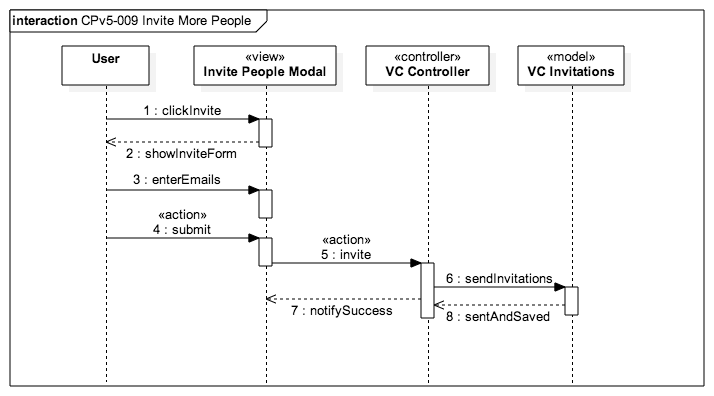 interaction CPv5-009 Invite More People
User
«view»
Invite People Modal
«controller»
VC Controller
«model»
VC Invitations
1 : clickInvite
2 : showInviteForm
3 : enterEmails
«action»
4 : submit
«action»
5 : invite
6 : sendInvitations
7 : notifySuccess
8 : sentAndSaved